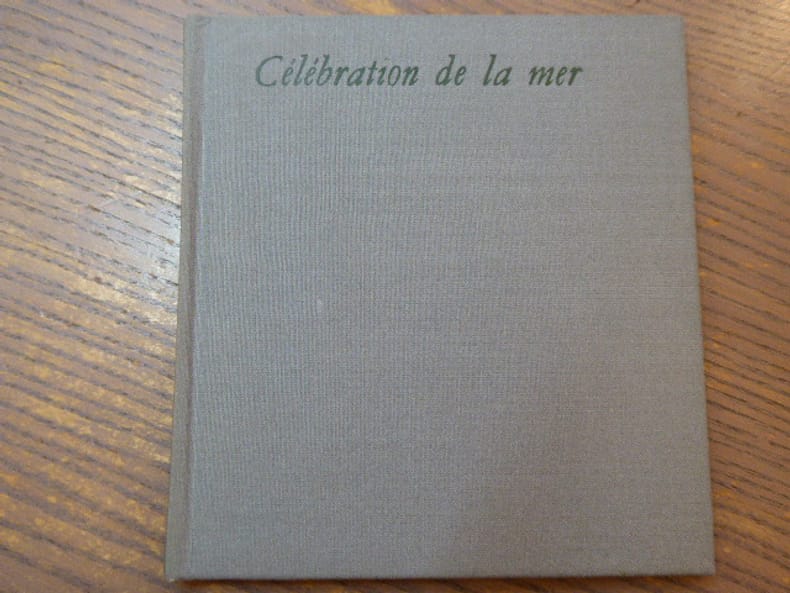 Célébration de la mer